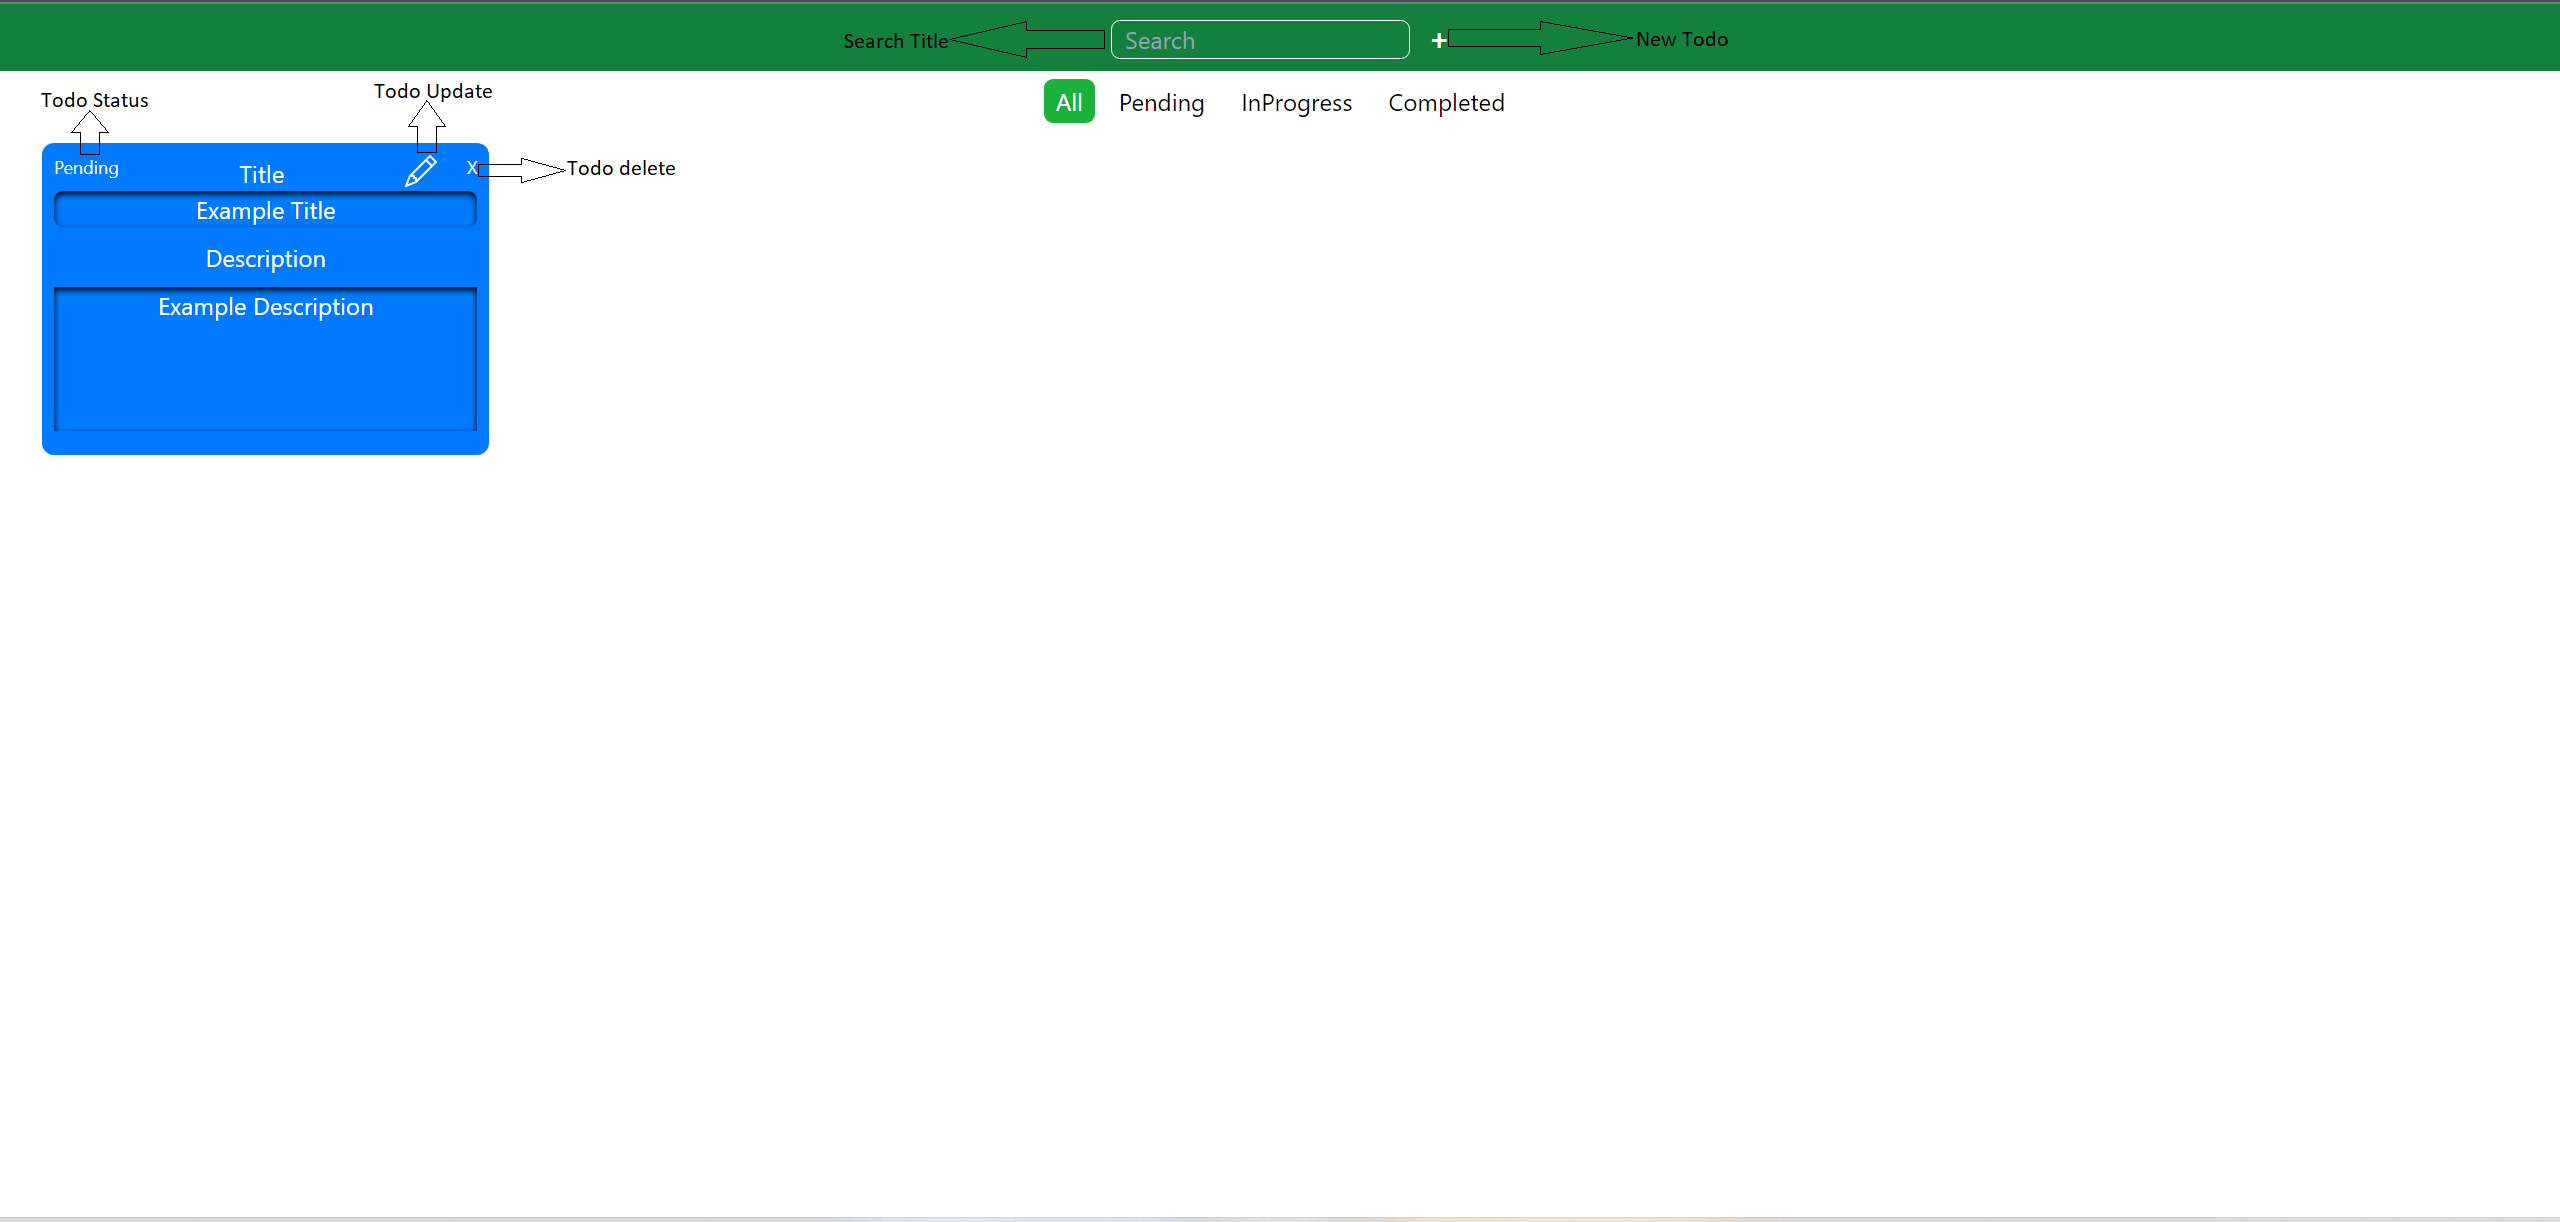 Search Title
Search
+
New Todo
All
Pending
InProgress
Completed
Todo Status
Todo Update
Pending
Title
X
Todo delete
Example Title
Description
Example Description